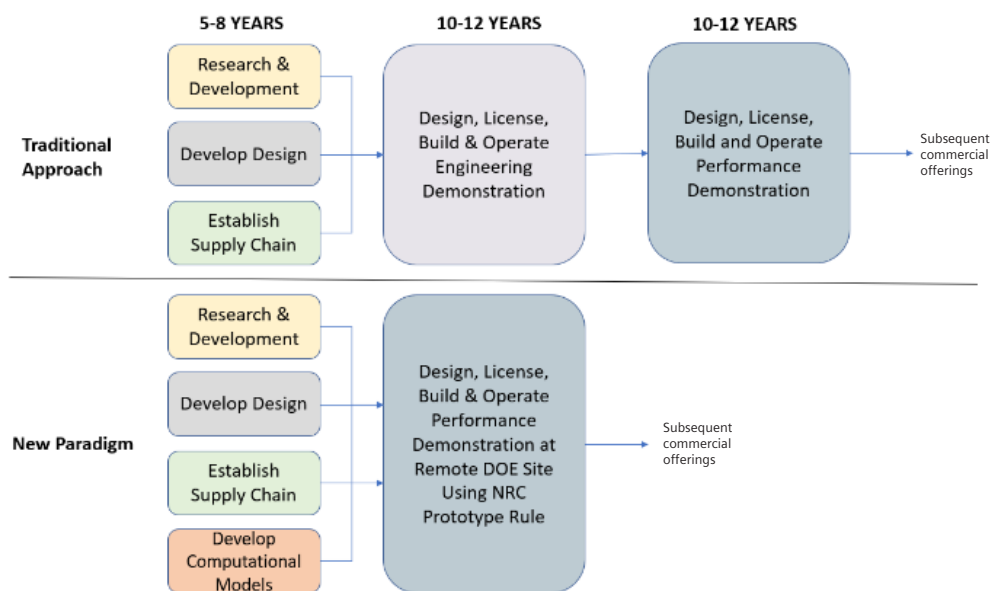 5-8 YEARS
10-12 YEARS
10-12 YEARS
Traditional
Approach
Research &
Development
Develop Design
Establish
Supply Chain
Design, License,
Build & Operate
Engineering
Demonstration
Design, License,
Build and Operate
Performance
Demonstration
Subsequent
commercial
offerings
New Paradigm
Research &
Development
Develop Design
Establish
Supply Chain
Develop
Computational
Models
Design, License,
Build & Operate
Performance
Demonstration at
Remote DOE Site
Using NRC
Prototype Rule
Subsequent
commercial
offerings